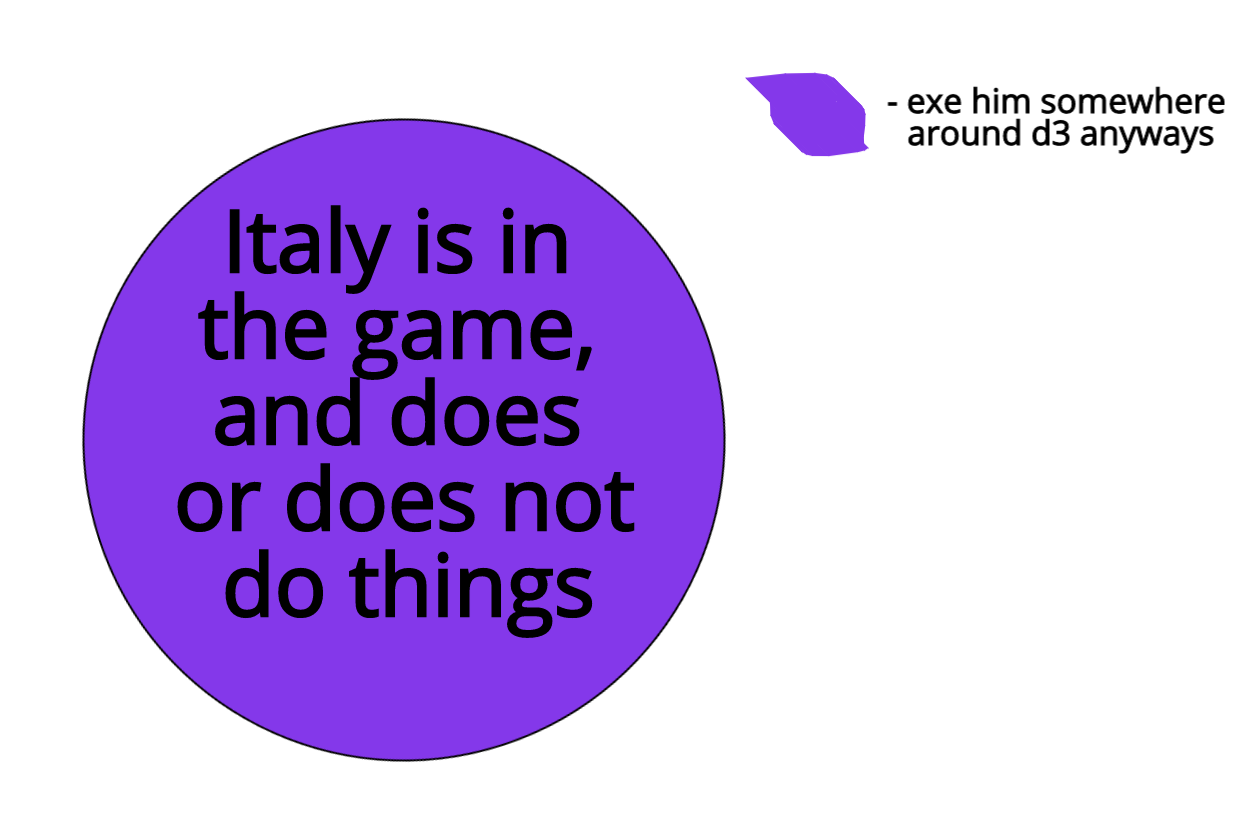 Italy is in
the game,
and does
or does not
do things
- exe him somewhere
around d3 anyways